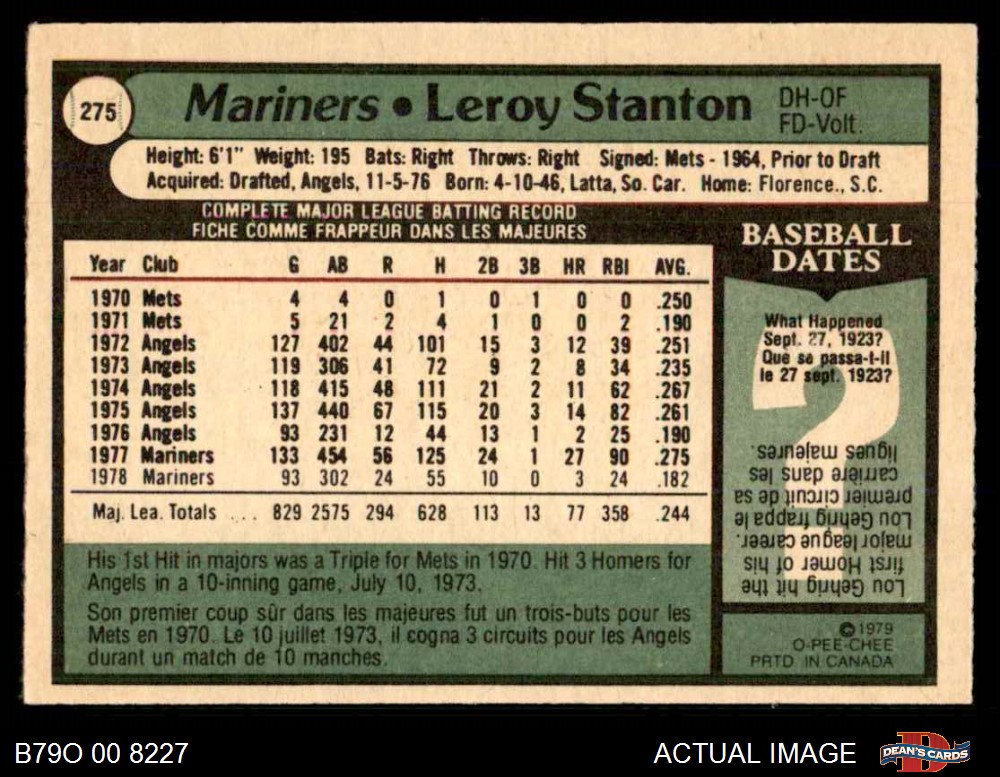 275
Mariners • Leroy Stanton
DH-OF
FD-Volt.
Height: 6'1" Weight: 195 Bats: Right Throws: Right Signed: Mets - 1964, Prior to Draft
Acquired: Drafted, Angels, 11-5-76 Born: 4-10-46, Latta, So. Car. Home: Florence., S.C.
COMPLETE MAJOR LEAGUE BATTING RECORD
FICHE COMME FRAPPEUR DANS LES MAJEURES
Year Club G AB R H 2B 3B HR RBI AVG.
1970 Mets 4 4 0 1 0 1 0 0 .250
1971 Mets 5 21 2 4 1 0 0 2 .190
1972 Angels 127 402 44 101 15 3 12 39 .251
1973 Angels 119 306 41 72 9 2 8 34 .235
1974 Angels 118 415 48 111 21 2 11 62 .267
1975 Angels 137 440 67 115 20 3 14 82 .261
1976 Angels 93 231 12 44 13 1 2 25 .190
1977 Mariners 133 454 56 125 24 1 27 90 .275
1978 Mariners 93 302 24 55 10 0 3 24 .182
Maj. Lea. Totals ... 829 2575 294 628 113 13 77 358 .244
His 1st Hit in majors was a Triple for Mets in 1970. Hit 3 Homers for
Angels in a 10-inning game, July 10, 1973.
Son premier coup sûr dans les majeures fut un trois-buts pour les
Mets en 1970. Le 10 juillet 1973, il cogna 3 circuits pour les Angels
durant un match de 10 manches.
BASEBALL
DATES
What Happened
Sept. 27, 1923?
Que se passa-t-il
le 27 sept. 1923?
Lou Gehrig hit the
first Homer of his
major league career.
Lou Gehrig frappa le
premier circuit de sa
carrière dans les
ligues majeures.
©1979
O-PEE-CHEE
PRTD IN CANADA
B79O 00 8227
ACTUAL IMAGE
DEAN'S CARDS